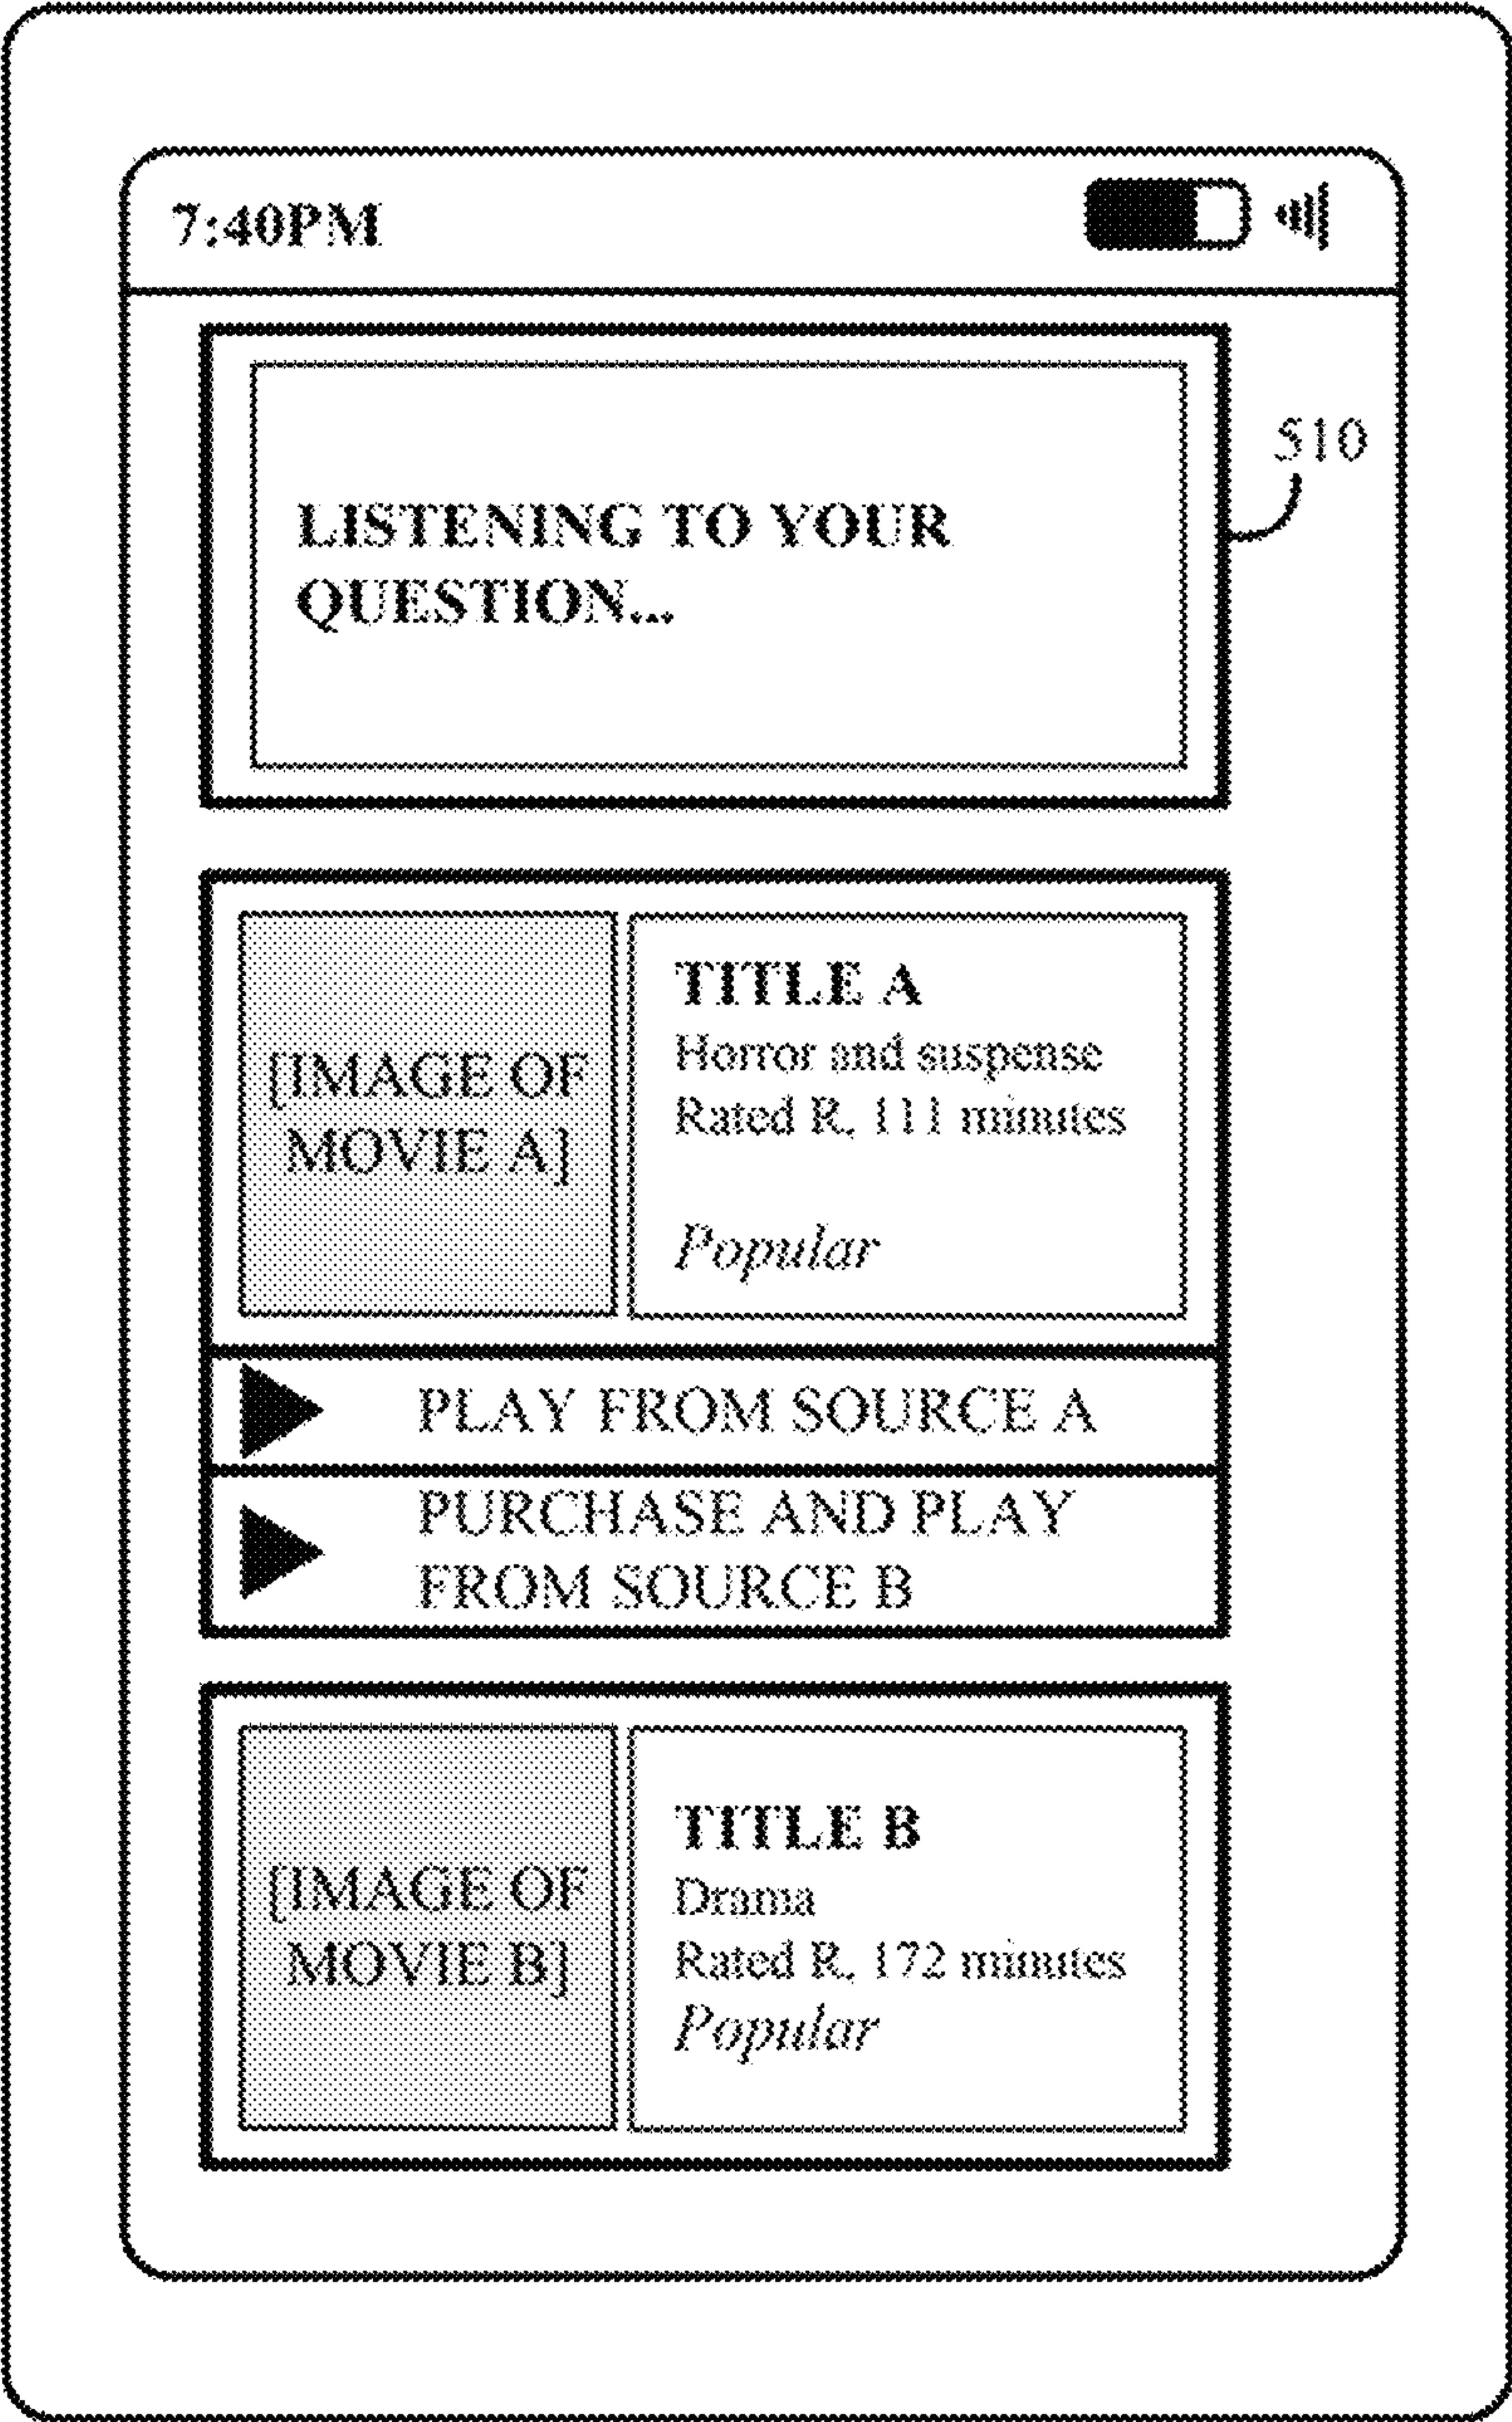 7:40PM
510
LISTENING TO YOUR
QUESTION...
[IMAGE OF
MOVIE A]
TITLE A
Horror and suspense
Rated R, 111 minutes
Popular
PLAY FROM SOURCE A
PURCHASE AND PLAY
FROM SOURCE B
[IMAGE OF
MOVIE B]
TITLE B
Drama
Rated R, 172 minutes
Popular